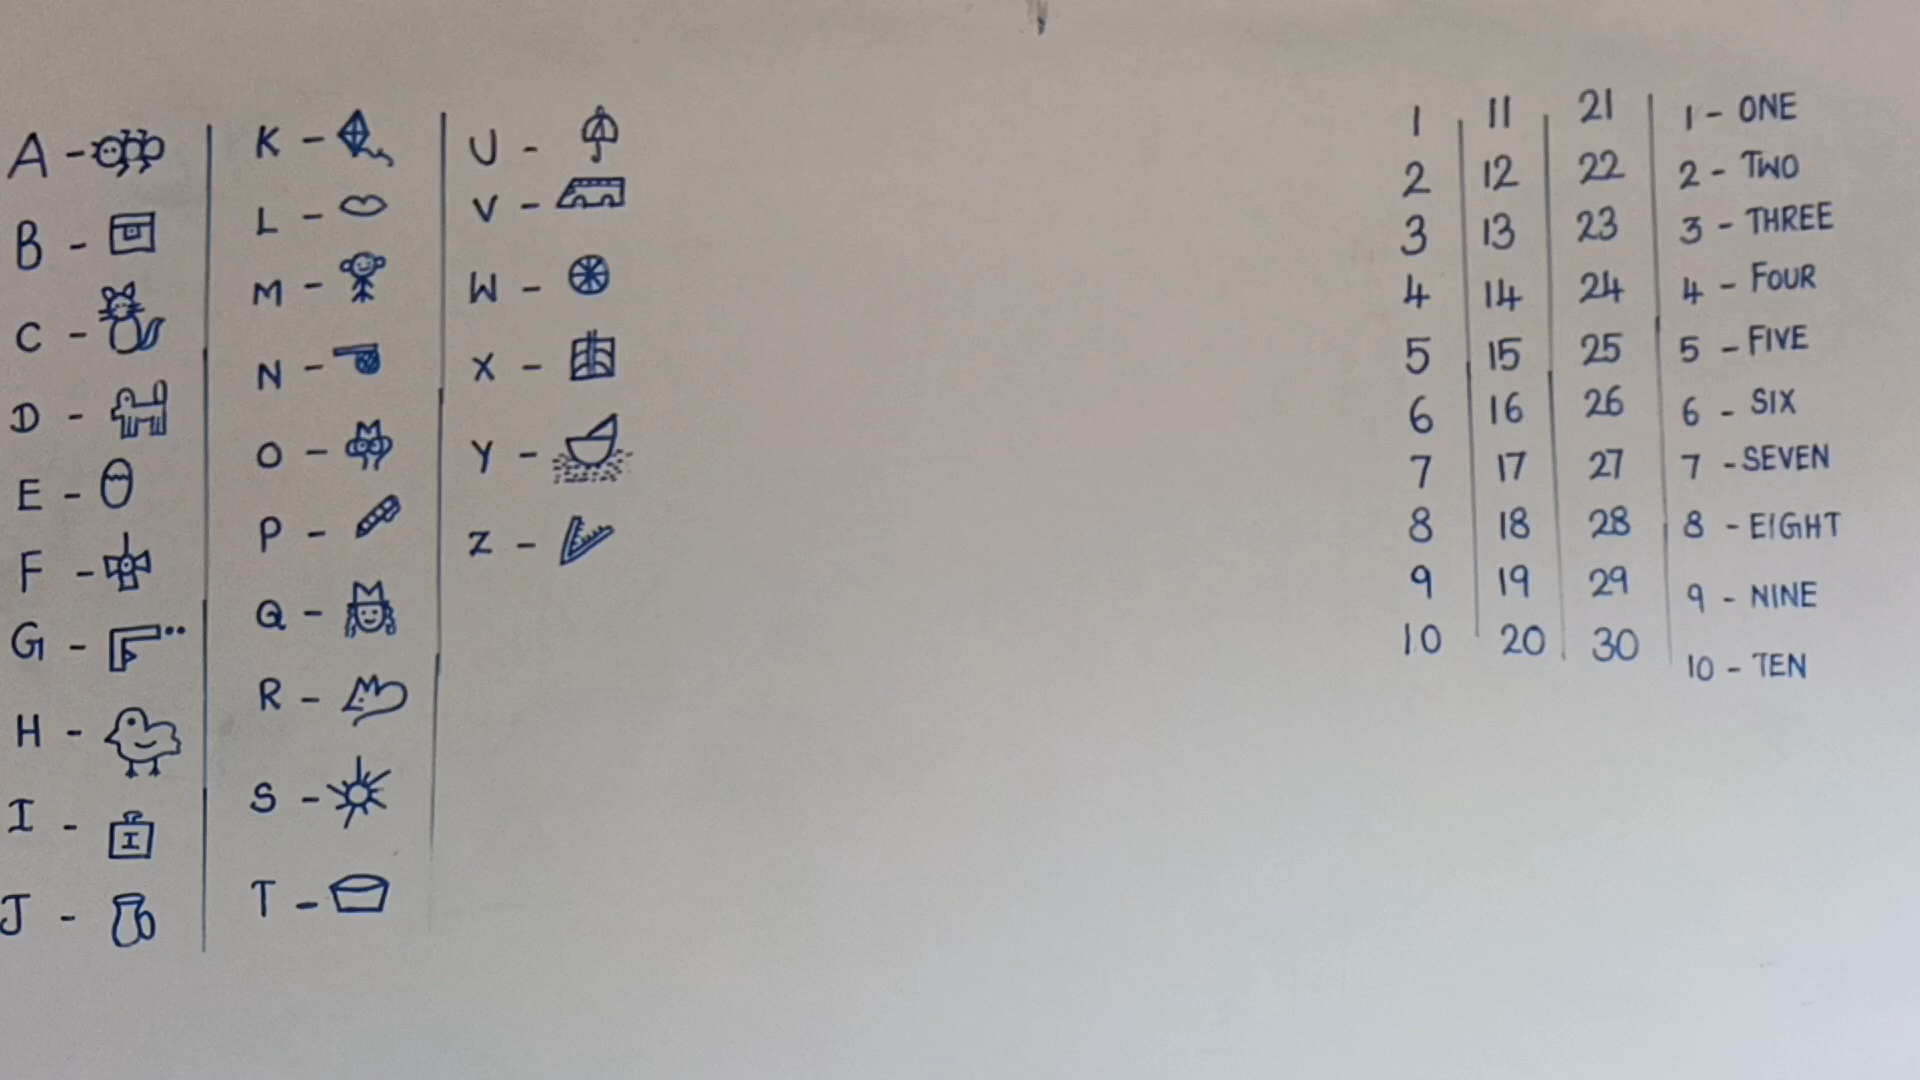 A -
B -
C -
D -
E -
F -
G -
H -
I - I
J -
K -
L -
M -
N -
O -
P -
Q -
R -
S -
T -
U -
V -
W -
X -
Y -
Z -
1
2
3
4
5
6
7
8
9
10
11
12
13
14
15
16
17
18
19
20
21
22
23
24
25
26
27
28
29
30
1 - ONE
2 - TWO
3 - THREE
4 - FOUR
5 - FIVE
6 - SIX
7 - SEVEN
8 - EIGHT
9 - NINE
10 - TEN